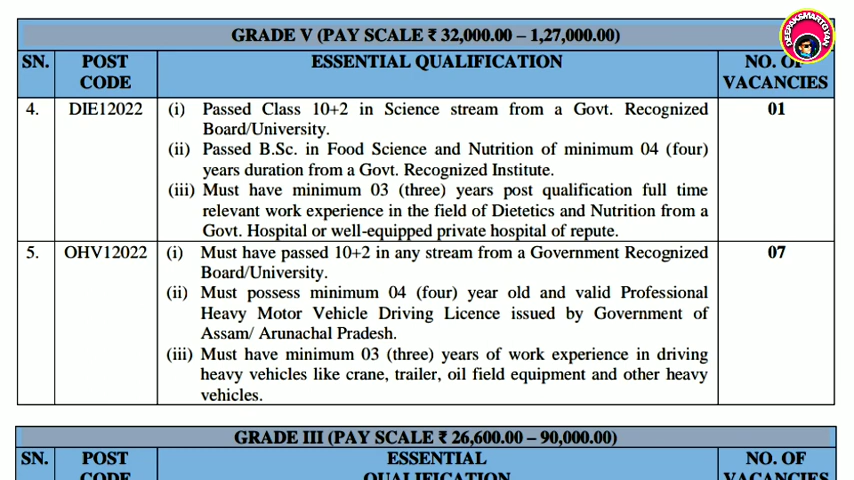 GRADE V (PAY SCALE ₹ 32,000.00 – 1,27,000.00)
SN. POST CODE ESSENTIAL QUALIFICATION NO. OF VACANCIES
4. DIE12022 (i) Passed Class 10+2 in Science stream from a Govt. Recognized 01
Board/University.
(ii) Passed B.Sc. in Food Science and Nutrition of minimum 04 (four)
years duration from a Govt. Recognized Institute.
(iii) Must have minimum 03 (three) years post qualification full time
relevant work experience in the field of Dietetics and Nutrition from a
Govt. Hospital or well-equipped private hospital of repute.
5. OHV12022 (i) Must have passed 10+2 in any stream from a Government Recognized 07
Board/University.
(ii) Must possess minimum 04 (four) year old and valid Professional
Heavy Motor Vehicle Driving Licence issued by Government of
Assam/ Arunachal Pradesh.
(iii) Must have minimum 03 (three) years of work experience in driving
heavy vehicles like crane, trailer, oil field equipment and other heavy
vehicles.
GRADE III (PAY SCALE ₹ 26,600.00 – 90,000.00)
SN. POST ESSENTIAL NO. OF
CODE QUALIFICATION VACANCIES
DEEPAKSMARTGYAN